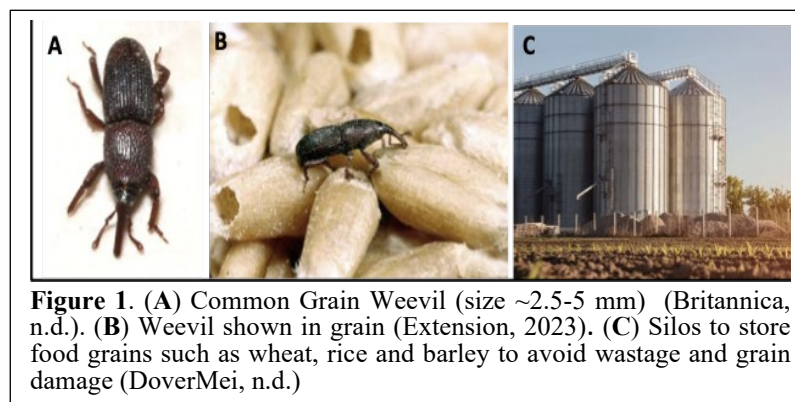 A
B
C
Figure 1. (A) Common Grain Weevil (size ~2.5-5 mm) (Britannica,
n.d.). (B) Weevil shown in grain (Extension, 2023). (C) Silos to store
food grains such as wheat, rice and barley to avoid wastage and grain
damage (DoverMei, n.d.)